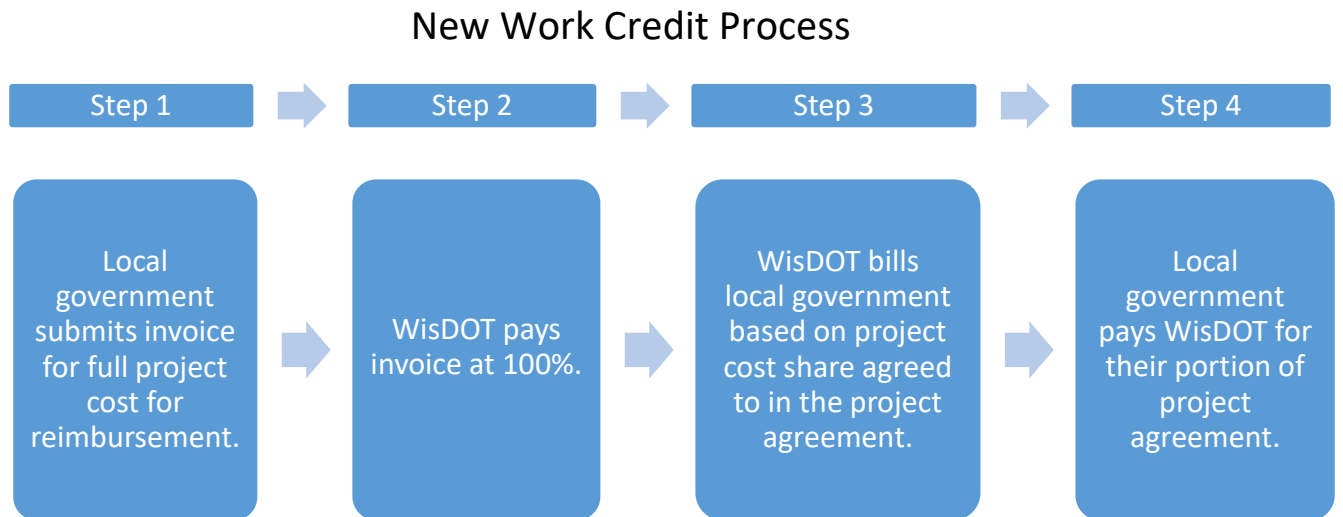 New Work Credit Process
Step 1
Step 2
Step 3
Step 4
Local
government
submits invoice
for full project
cost for
reimbursement.
WisDOT pays
invoice at 100%.
WisDOT bills
local government
based on project
cost share agreed
to in the project
agreement.
Local
government
pays WisDOT for
their portion of
project
agreement.